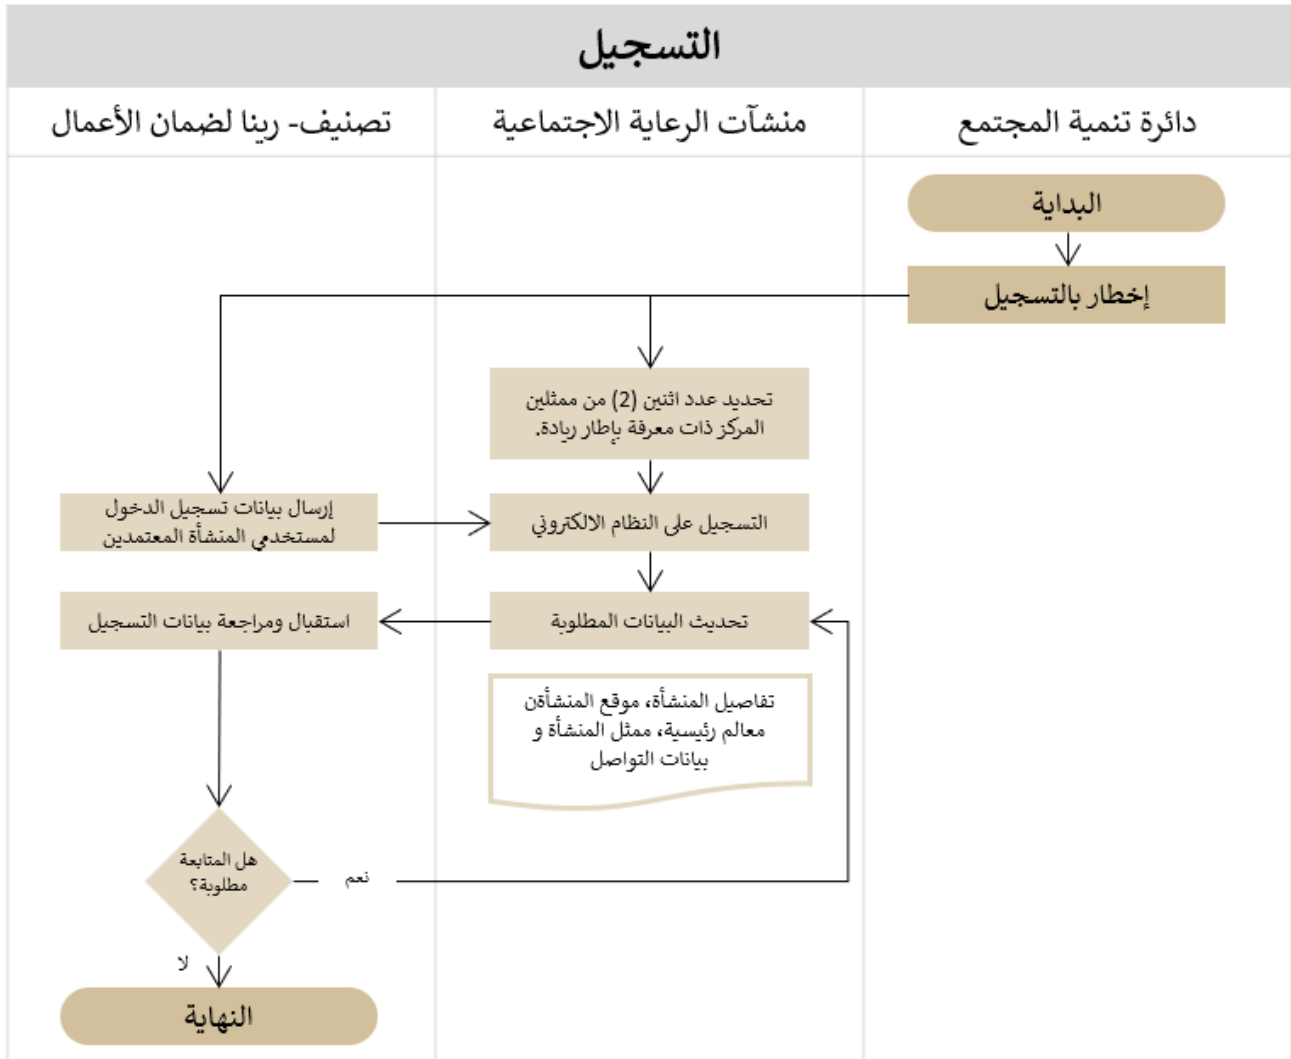 التسجيل
دائرة تنمية المجتمع
منشآت الرعاية الاجتماعية
تصنيف- رينا لضمان الأعمال
البداية
إخطار بالتسجيل
تحديد عدد اثنين (2) من ممثلين
المركز ذات معرفة بإطار ريادة.
إرسال بيانات تسجيل الدخول
لمستخدمي المنشأة المعتمدين
التسجيل على النظام الالكتروني
تحديث البيانات المطلوبة
استقبال ومراجعة بيانات التسجيل
تفاصيل المنشأة، موقع المنشأةن
معالم رئيسية، ممثل المنشأة و
بيانات التواصل
هل المتابعة
مطلوبة؟
نعم
لا
النهاية